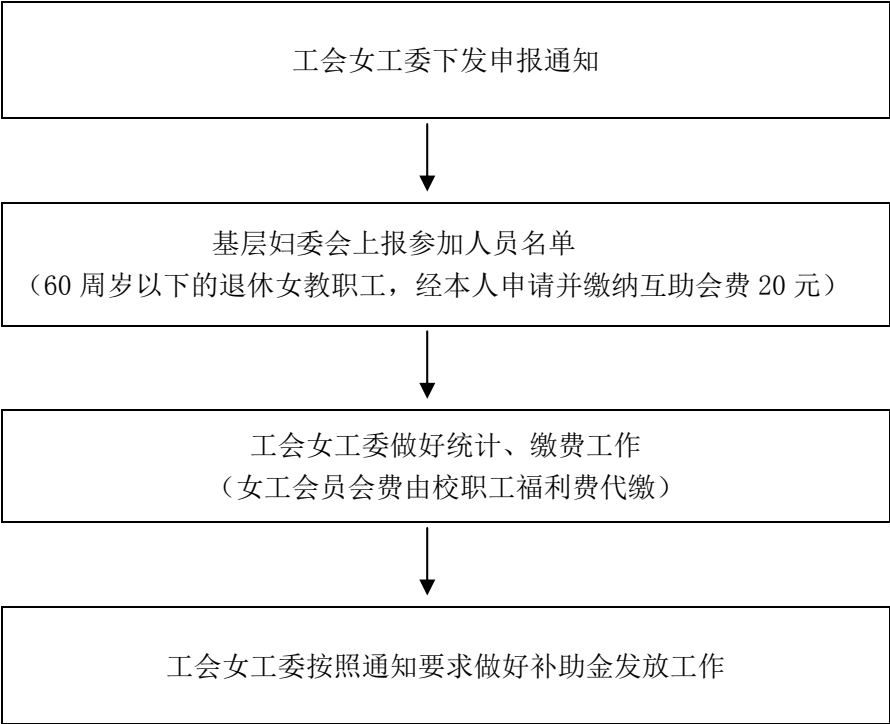 工会女工委下发申报通知
基层妇委会上报参加人员名单
（60 周岁以下的退休女教职工，经本人申请并缴纳互助会费 20 元）
工会女工委做好统计、缴费工作
（女工会员会费由校职工福利费代缴）
工会女工委按照通知要求做好补助金发放工作